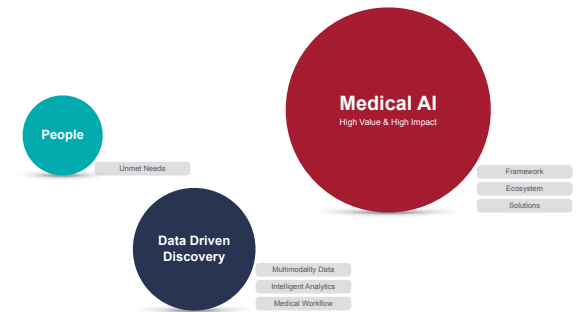 People
Unmet Needs
Data Driven
Discovery
Multimodality Data
Intelligent Analytics
Medical Workflow
Medical AI
High Value & High Impact
Framework
Ecosystem
Solutions